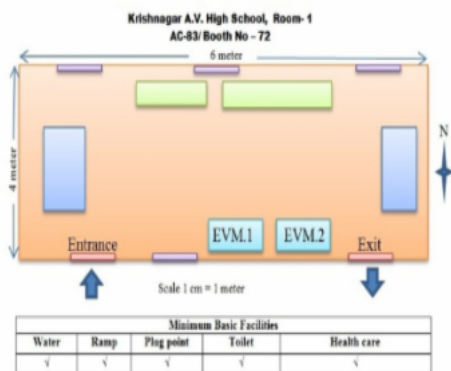 Krishnagar A.V. High School, Room- 1
AC-83/ Booth No – 72
6 meter
4 meter
N
EVM.1 EVM.2
Entrance Exit
Scale 1 cm = 1 meter
Minimum Basic Facilities
Water Ramp Plug point Toilet Health care
√ √ √ √ √